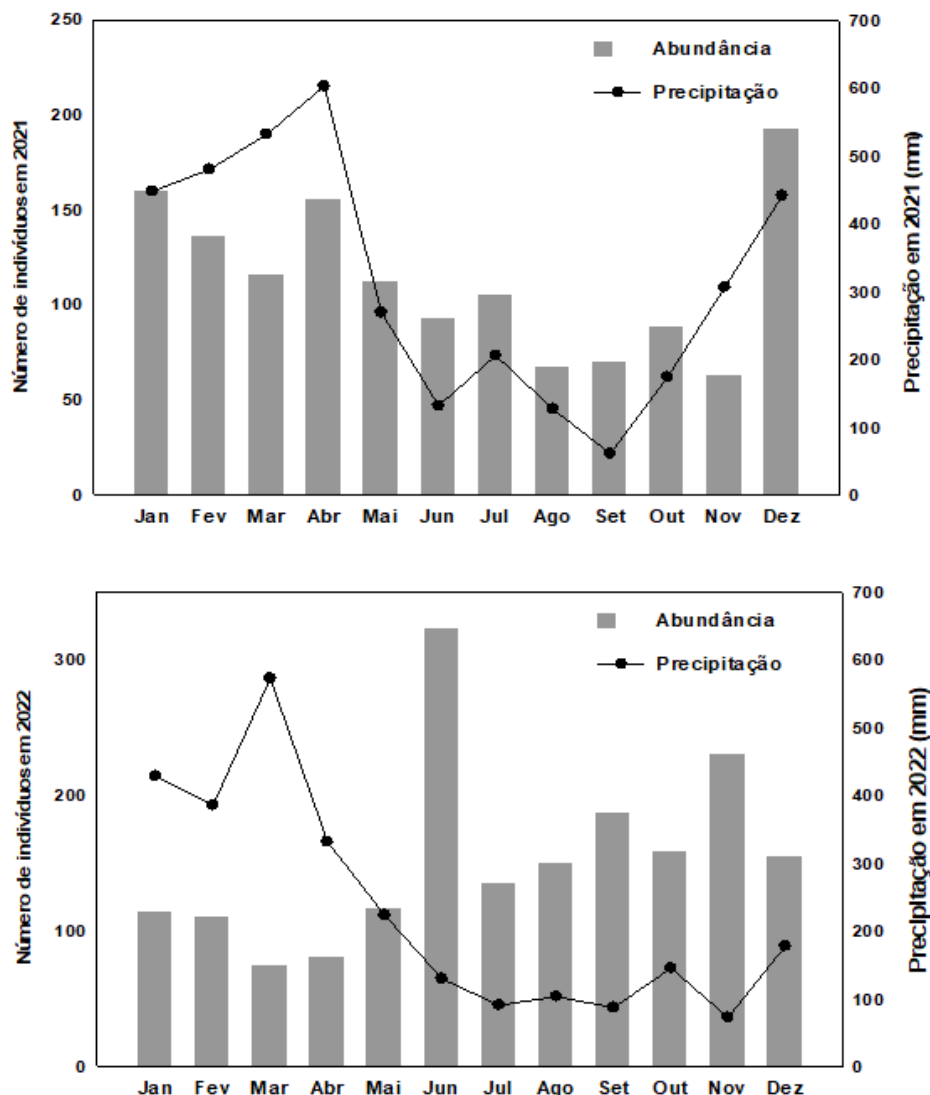 Abundância
Precipitação
Número de indivíduos em 2021
250
200
150
100
50
0
700
600
500
400
300
200
100
0
Precipitação em 2021 (mm)
Jan Fev Mar Abr Mai Jun Jul Ago Set Out Nov Dez
Abundância
Precipitação
Número de indivíduos em 2022
300
200
100
0
700
600
500
400
300
200
100
0
Precipitação em 2022 (mm)
Jan Fev Mar Abr Mai Jun Jul Ago Set Out Nov Dez